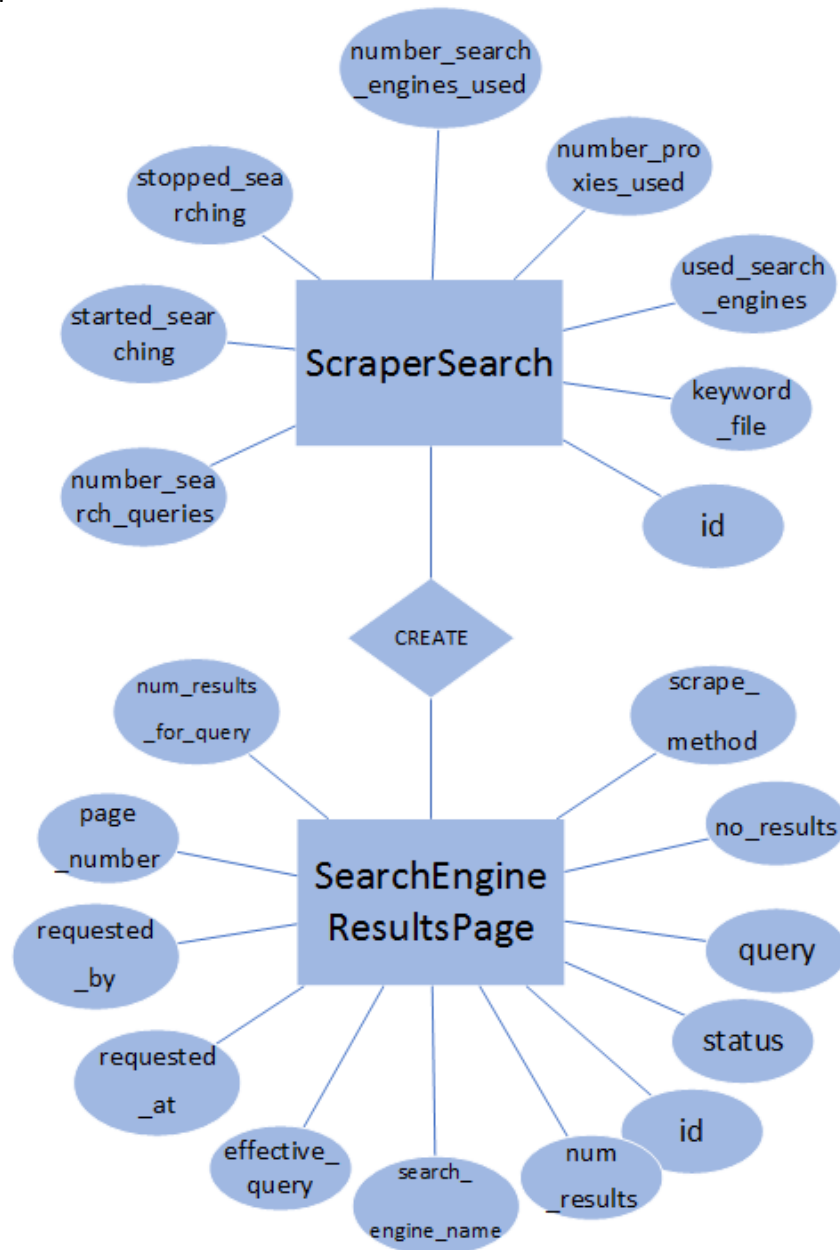 number_search
_engines_used
number_pro
xies_used
stopped_sea
rching
used_search
_engines
started_sear
ching
ScraperSearch
keyword
_file
number_sea
rch_queries
id
CREATE
num_results
_for_query
scrape_
method
page
_number
no_results
SearchEngine
ResultsPage
requested
_by
query
status
requested
_at
effective_
query
search_
engine_name
num
_results
id